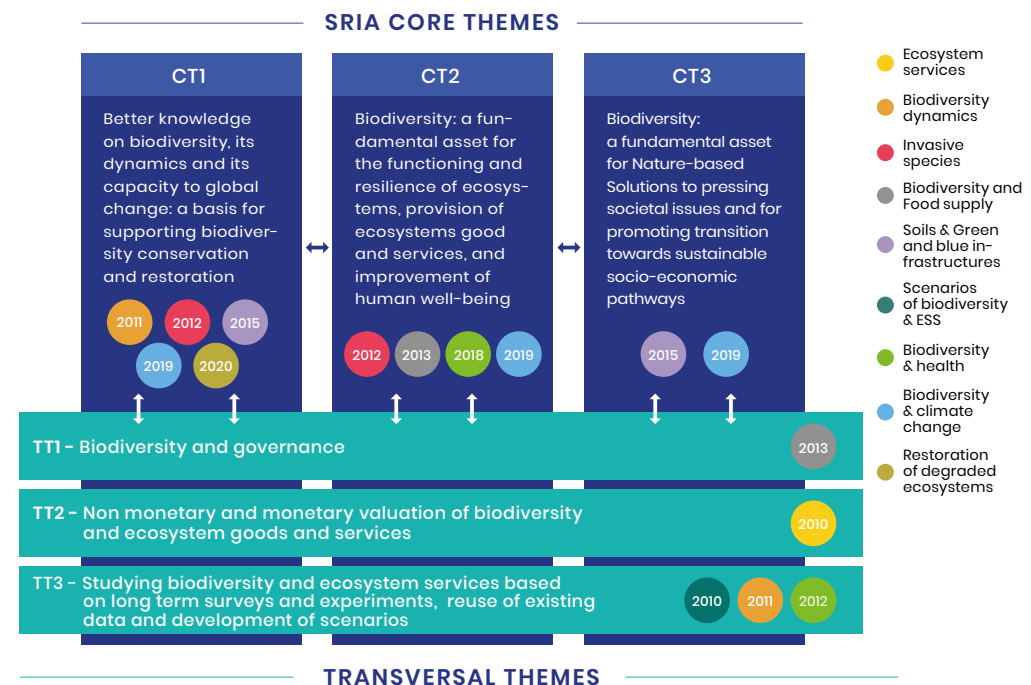 SRIA CORE THEMES
CT1
Better knowledge
on biodiversity, its
dynamics and its
capacity to global
change: a basis for
supporting biodiver-
sity conservation
and restoration
2011
2012
2015
2019
2020
CT2
Biodiversity: a fun-
damental asset for
the functioning and
resilience of ecosys-
tems, provision of
ecosystems good
and services, and
improvement of
human well-being
2012
2013
2018
2019
CT3
Biodiversity:
a fundamental asset
for Nature-based
Solutions to pressing
societal issues and for
promoting transition
towards sustainable
socio-economic
pathways
2015
2019
TT1 - Biodiversity and governance
2013
TT2 - Non monetary and monetary valuation of biodiversity
and ecosystem goods and services
2010
TT3 - Studying biodiversity and ecosystem services based
on long term surveys and experiments, reuse of existing
data and development of scenarios
2010
2011
2012
TRANSVERSAL THEMES
Ecosystem
services
Biodiversity
dynamics
Invasive
species
Biodiversity and
Food supply
Soils & Green
and blue in-
frastructures
Scenarios
of biodiversity
& ESS
Biodiversity
& health
Biodiversity
& climate
change
Restoration
of degraded
ecosystems